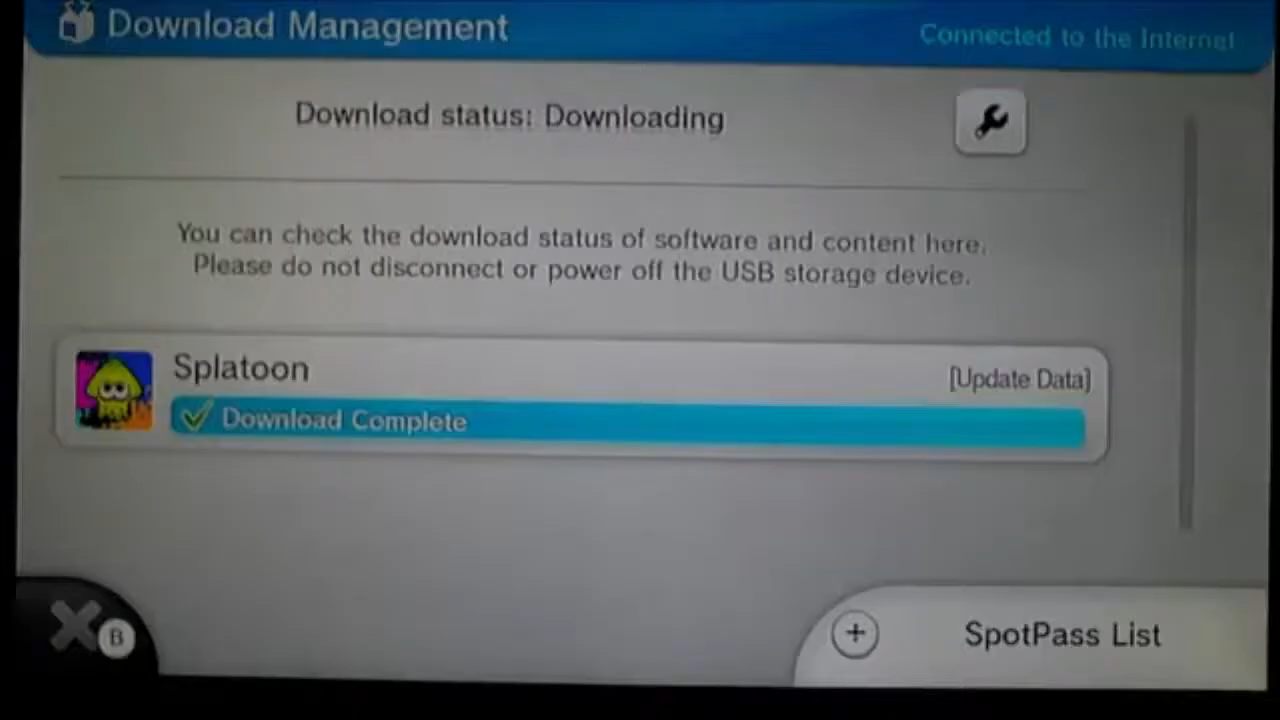 Download Management
Connected to the Internet
Download status: Downloading
You can check the download status of software and content here.
Please do not disconnect or power off the USB storage device.
Splatoon
[Update Data]
Download Complete
B
SpotPass List